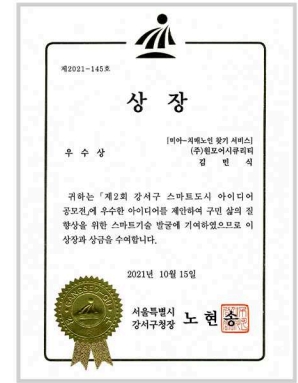 제2021-145호
상 장
[미아-치매노인 찾기 서비스]
우 수 상 (주)원모어시큐리티
김 민 식
귀하는 「제2회 강서구 스마트도시 아이디어
공모전」에 우수한 아이디어를 제안하여 구민 삶의 질
향상을 위한 스마트기술 발굴에 기여하였으므로 이
상장과 상금을 수여합니다.
2021년 10월 15일
서울특별시
강서구청장 노 현 송